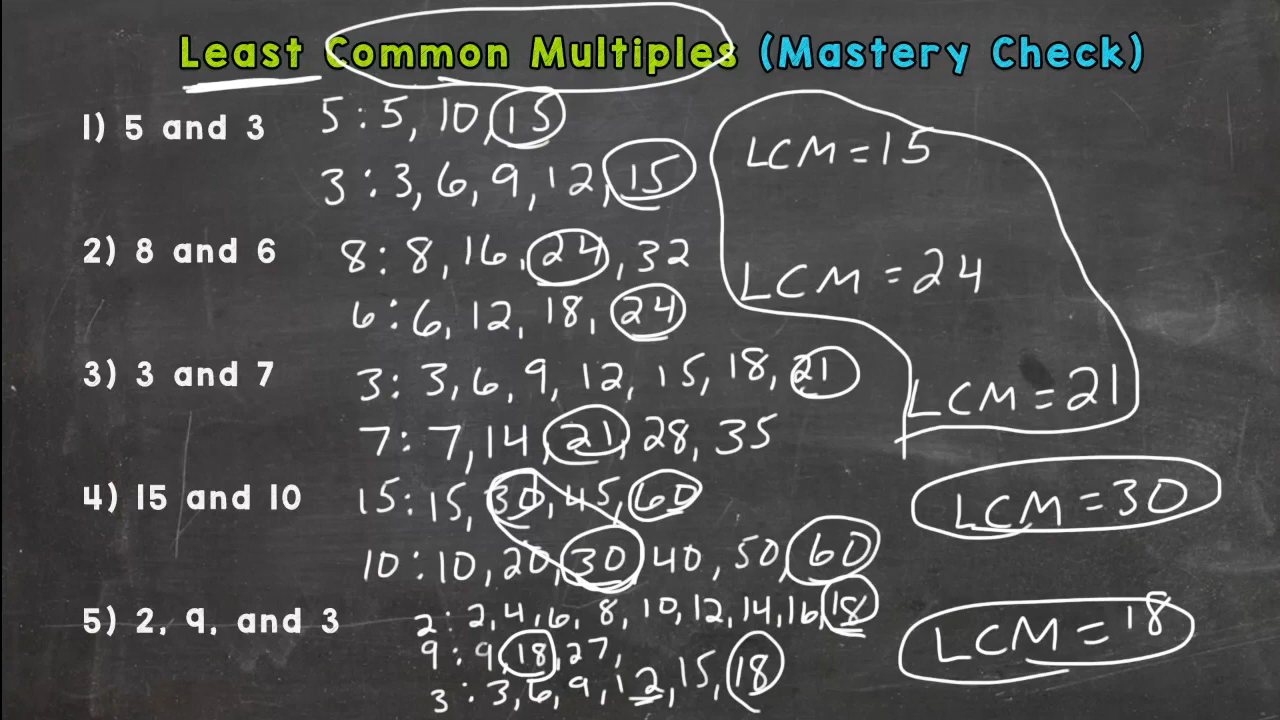 Least Common Multiples (Mastery Check)
1) 5 and 3
5: 5, 10, 15
LCM = 15
3: 3, 6, 9, 12, 15
2) 8 and 6
8: 8, 16, 24, 32
LCM = 24
6: 6, 12, 18, 24
3) 3 and 7
3: 3, 6, 9, 12, 15, 18, 21
LCM = 21
7: 7, 14, 21, 28, 35
4) 15 and 10
15: 15, 30, 45, 60
LCM = 30
10: 10, 20, 30 40, 50, 60
5) 2, 9, and 3
2: 2, 4, 6, 8, 10, 12, 14, 16, 18
LCM = 18
9: 9, 18, 27,
3: 3, 6, 9, 12, 15, 18